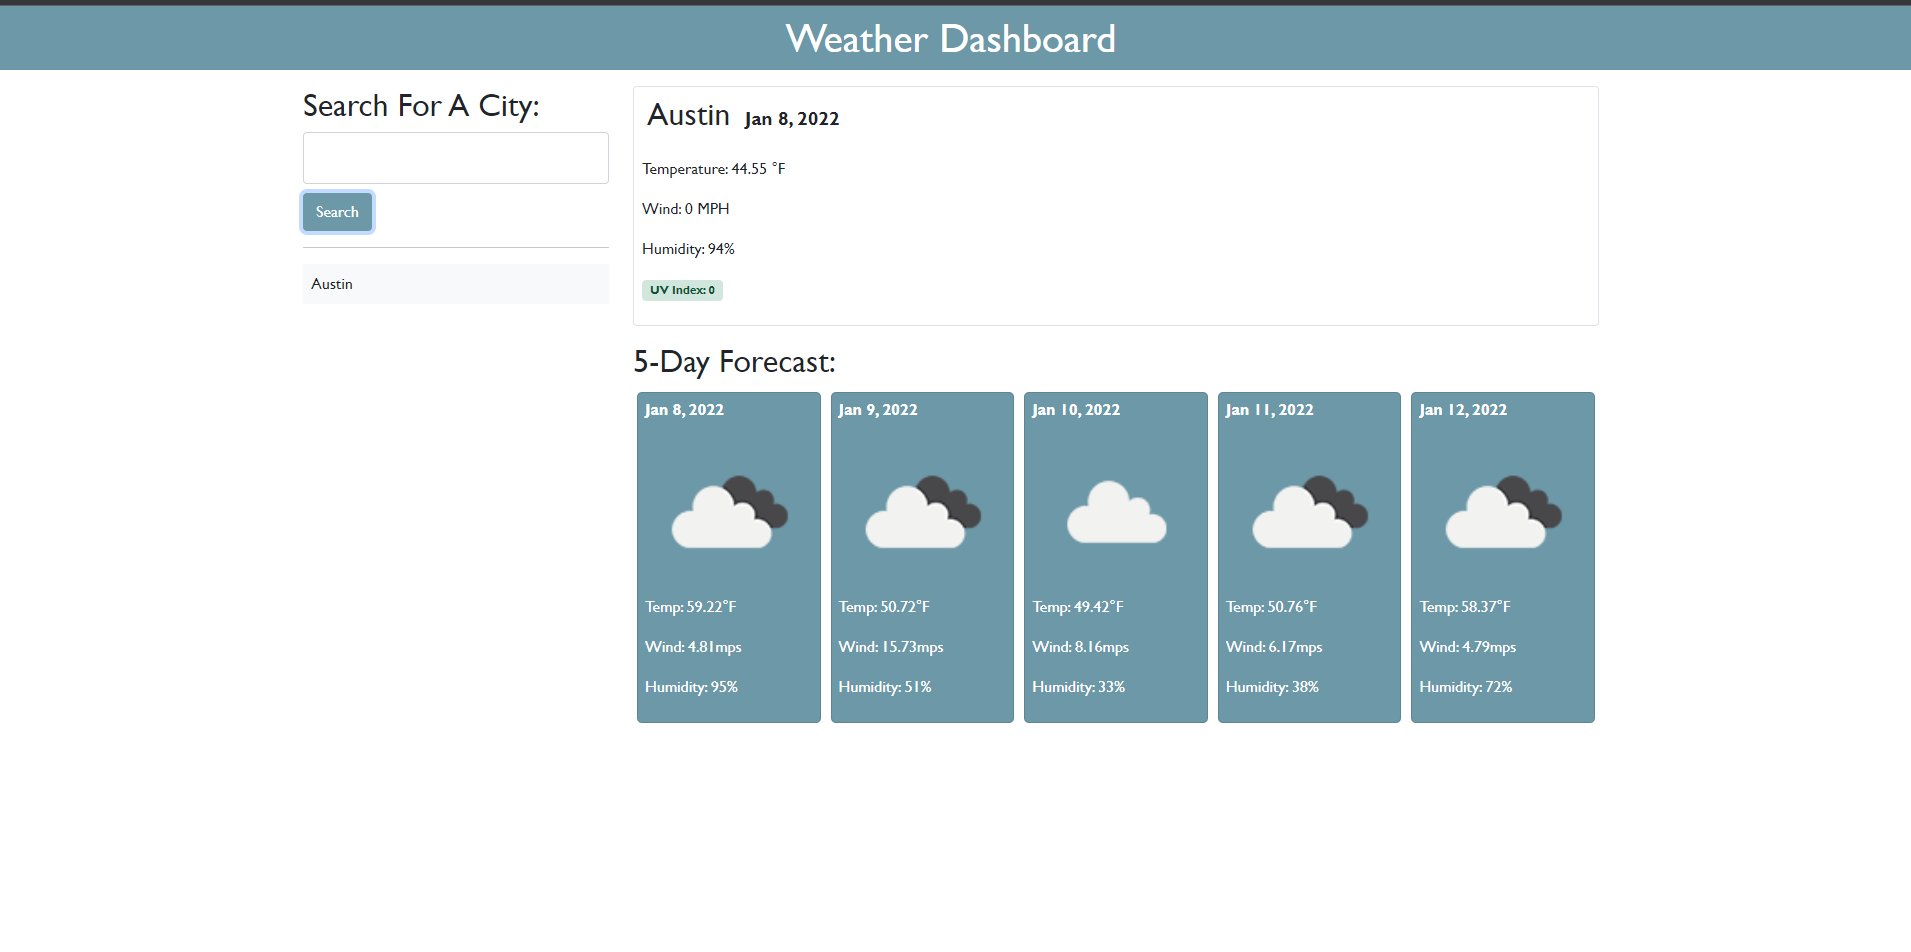 Weather Dashboard
Search For A City:
Search
Austin
Austin Jan 8, 2022
Temperature: 44.55 °F
Wind: 0 MPH
Humidity: 94%
UV Index: 0
5-Day Forecast:
Jan 8, 2022
Temp: 59.22°F
Wind: 4.81mps
Humidity: 95%
Jan 9, 2022
Temp: 50.72°F
Wind: 15.73mps
Humidity: 51%
Jan 10, 2022
Temp: 49.42°F
Wind: 8.16mps
Humidity: 33%
Jan 11, 2022
Temp: 50.76°F
Wind: 6.17mps
Humidity: 38%
Jan 12, 2022
Temp: 58.37°F
Wind: 4.79mps
Humidity: 72%